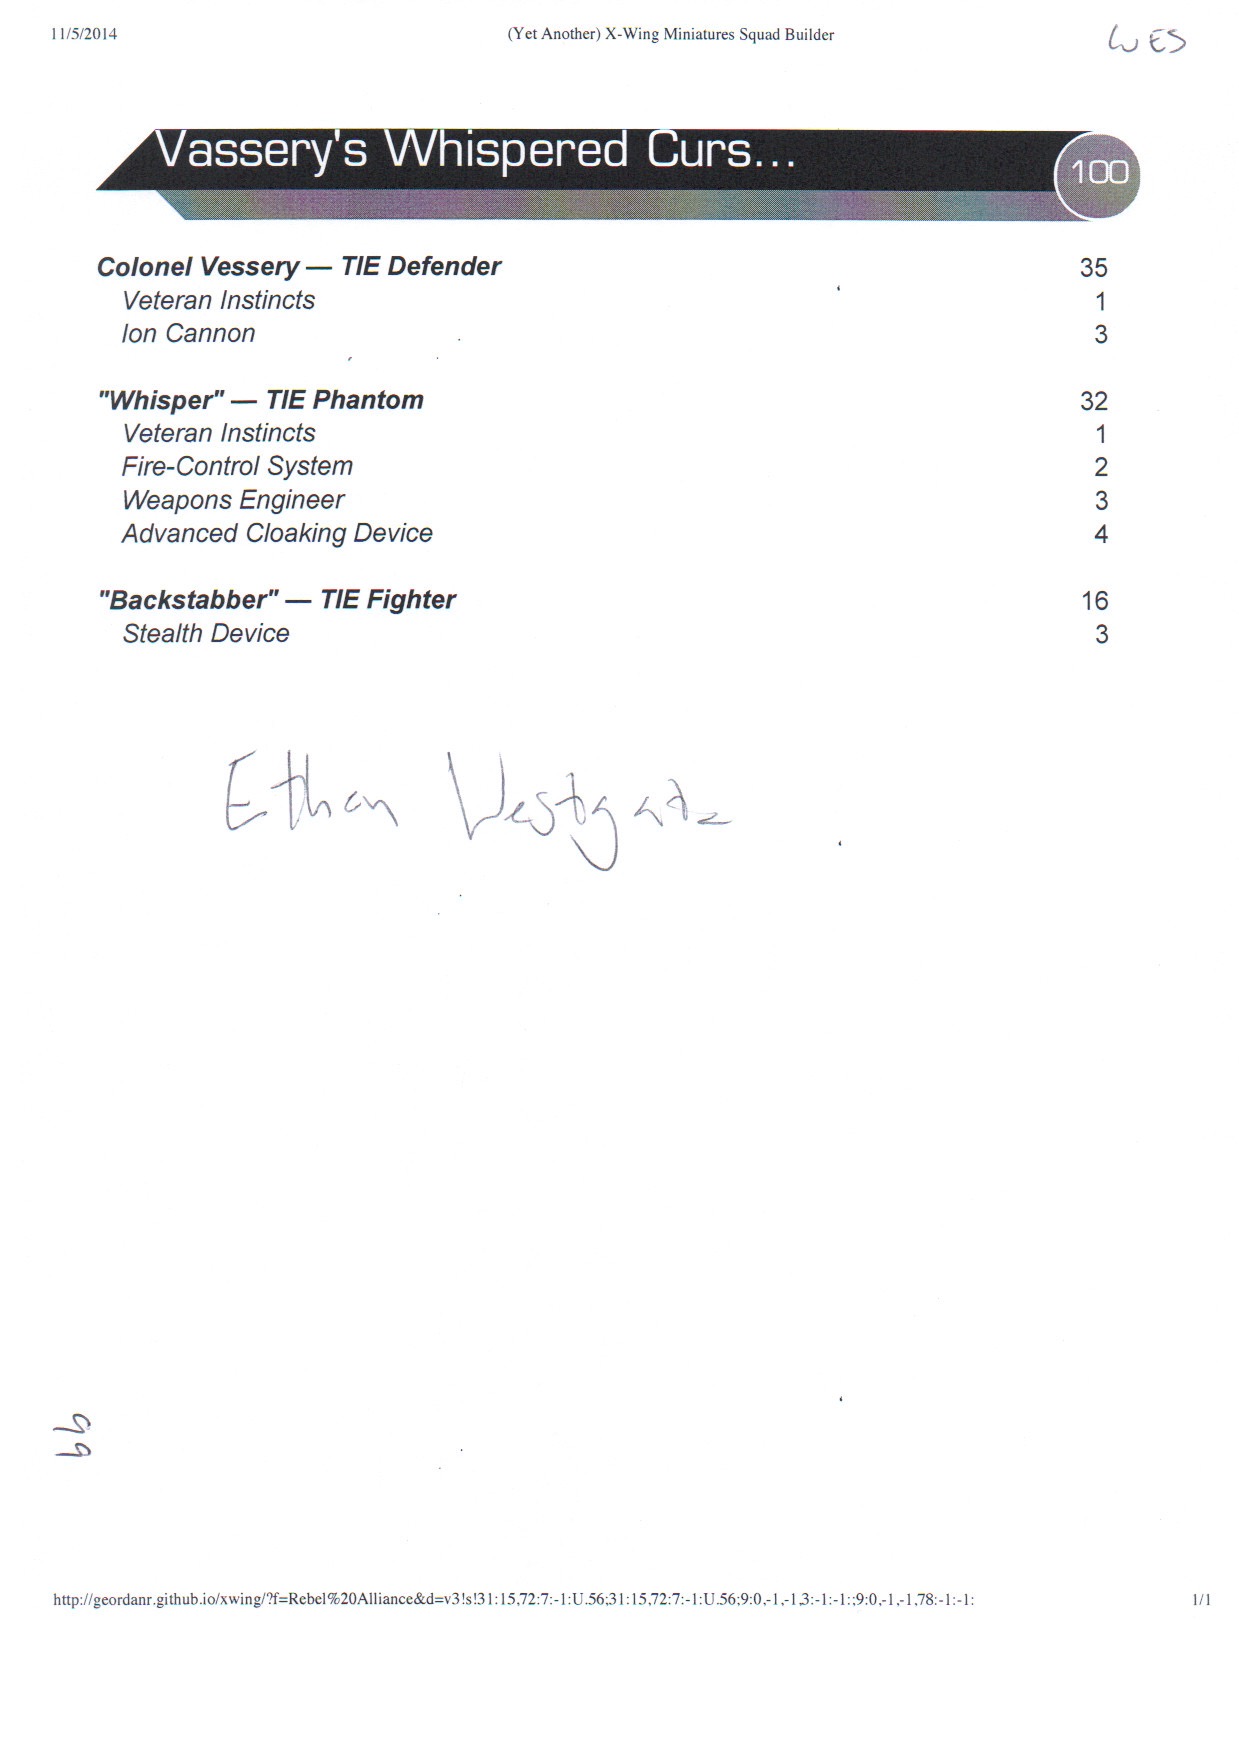 11/5/2014 (Yet Another) X-Wing Miniatures Squad Builder WES
Vassery's Whispered Curs... 100
Colonel Vessery — TIE Defender 35
Veteran Instincts 1
Ion Cannon 3
"Whisper" — TIE Phantom 32
Veteran Instincts 1
Fire-Control System 2
Weapons Engineer 3
Advanced Cloaking Device 4
"Backstabber" — TIE Fighter 16
Stealth Device 3
Ethan Westgate
99
http://geordanr.github.io/xwing/?f=Rebel%20Alliance&d=v3!s!31:15,72:7:-1:U.56;31:15,72:7:-1:U.56;9:0,-1,-1,3:-1:-1:;9:0,-1,-1,78:-1:-1: 1/1